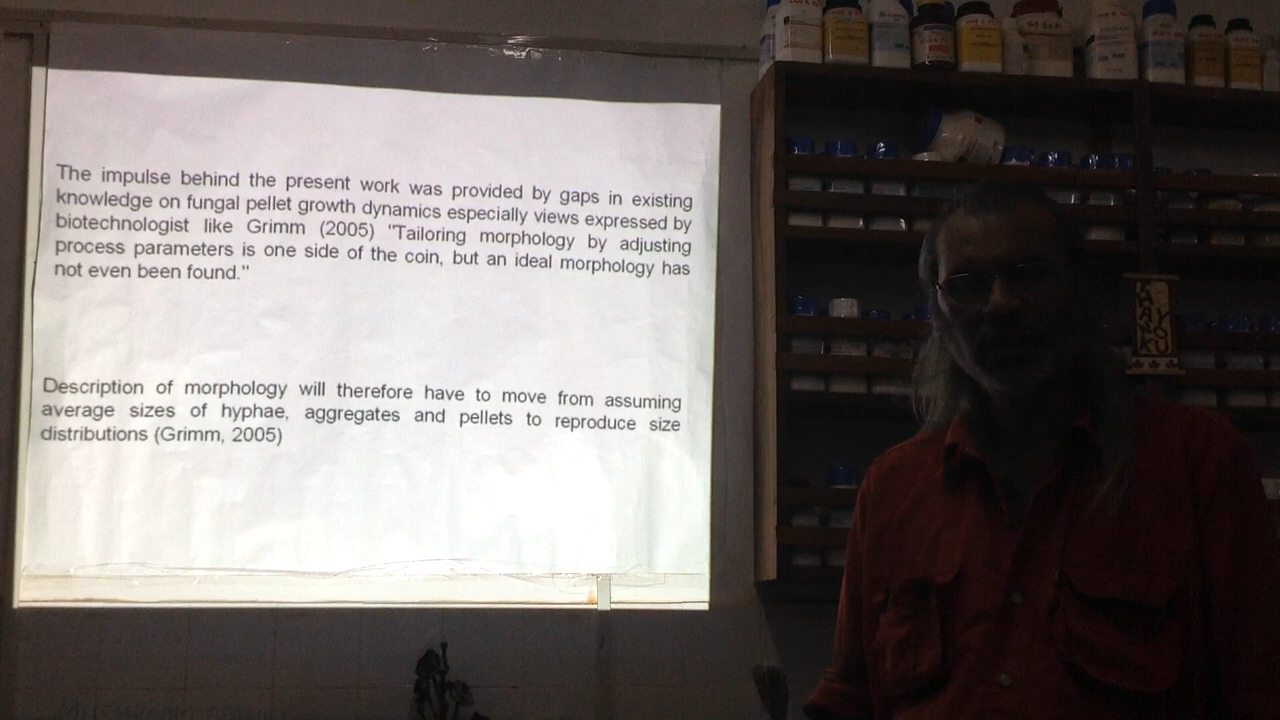 The impulse behind the present work was provided by gaps in existing
knowledge on fungal pellet growth dynamics especially views expressed by
biotechnologist like Grimm (2005) "Tailoring morphology by adjusting
process parameters is one side of the coin, but an ideal morphology has
not even been found."
Description of morphology will therefore have to move from assuming
average sizes of hyphae, aggregates and pellets to reproduce size
distributions (Grimm, 2005)
THANK
YOU